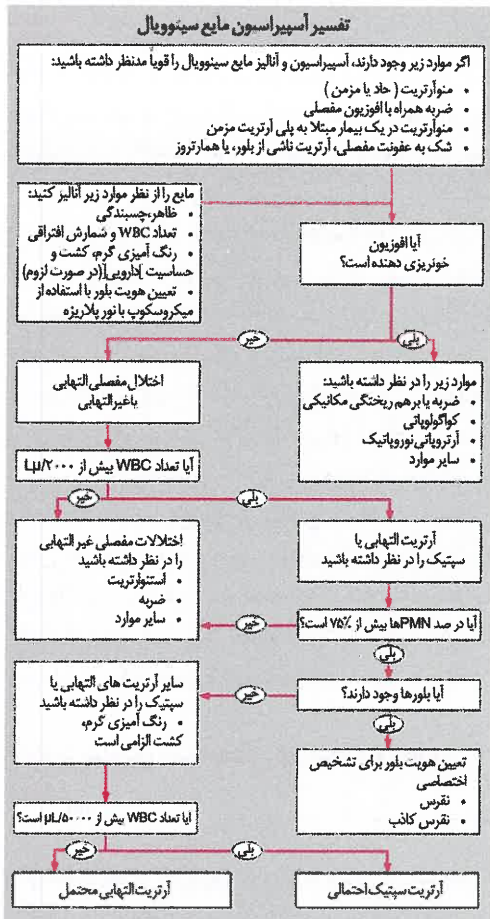 تفسیر آسپیراسیون مایع سینوویال
اگر موارد زیر وجود دارند، آسپیراسیون و آنالیز مایع سینوویال را قویاً مدنظر داشته باشید:
• منوآرتریت ( حاد یا مزمن )
• ضربه همراه با افوزیون مفصلی
• منوآرتریت در یک بیمار مبتلا به پلی آرتریت مزمن
• شک به عفونت مفصلی، آرتریت ناشی از بلور، یا همارتروز
مایع را از نظر موارد زیر آنالیز کنید:
• ظاهر، چسبندگی
• تعداد WBC و شمارش افتراقی
• رنگ آمیزی گرم، کشت و
حساسیت [دارویی] (در صورت لزوم)
• تعیین هویت بلور با استفاده از
میکروسکوپ با نور پلاریزه
آیا افوزیون
خونریزی دهنده است؟
خیر
بلی
موارد زیر را در نظر داشته باشید:
• ضربه یا برهم ریختگی مکانیکی
• کواگولوپاتی
• آرتروپاتی نوروپاتیک
• سایر موارد
اختلال مفصلی التهابی
یا غیر التهابی
آیا تعداد WBC بیش از ۲۰۰۰/μL
خیر
بلی
آرتریت التهابی یا
سپتیک را در نظر داشته باشید
اختلالات مفصلی غیر التهابی
را در نظر داشته باشید
• استئوآرتریت
• ضربه
• سایر موارد
آیا در صد PMNها بیش از ۷۵٪ است؟
خیر
بلی
آیا بلورها وجود دارند؟
خیر
بلی
سایر آرتریت های التهابی یا
سپتیک را در نظر داشته باشید
• رنگ آمیزی گرم،
کشت الزامی است
تعیین هویت بلور برای تشخیص
اختصاصی
• نقرس
• نقرس کاذب
ایا تعداد WBC بیش از ۵۰۰۰۰/μL است؟
خیر
بلی
آرتریت التهابی محتمل
آرتریت سپتیک احتمالی